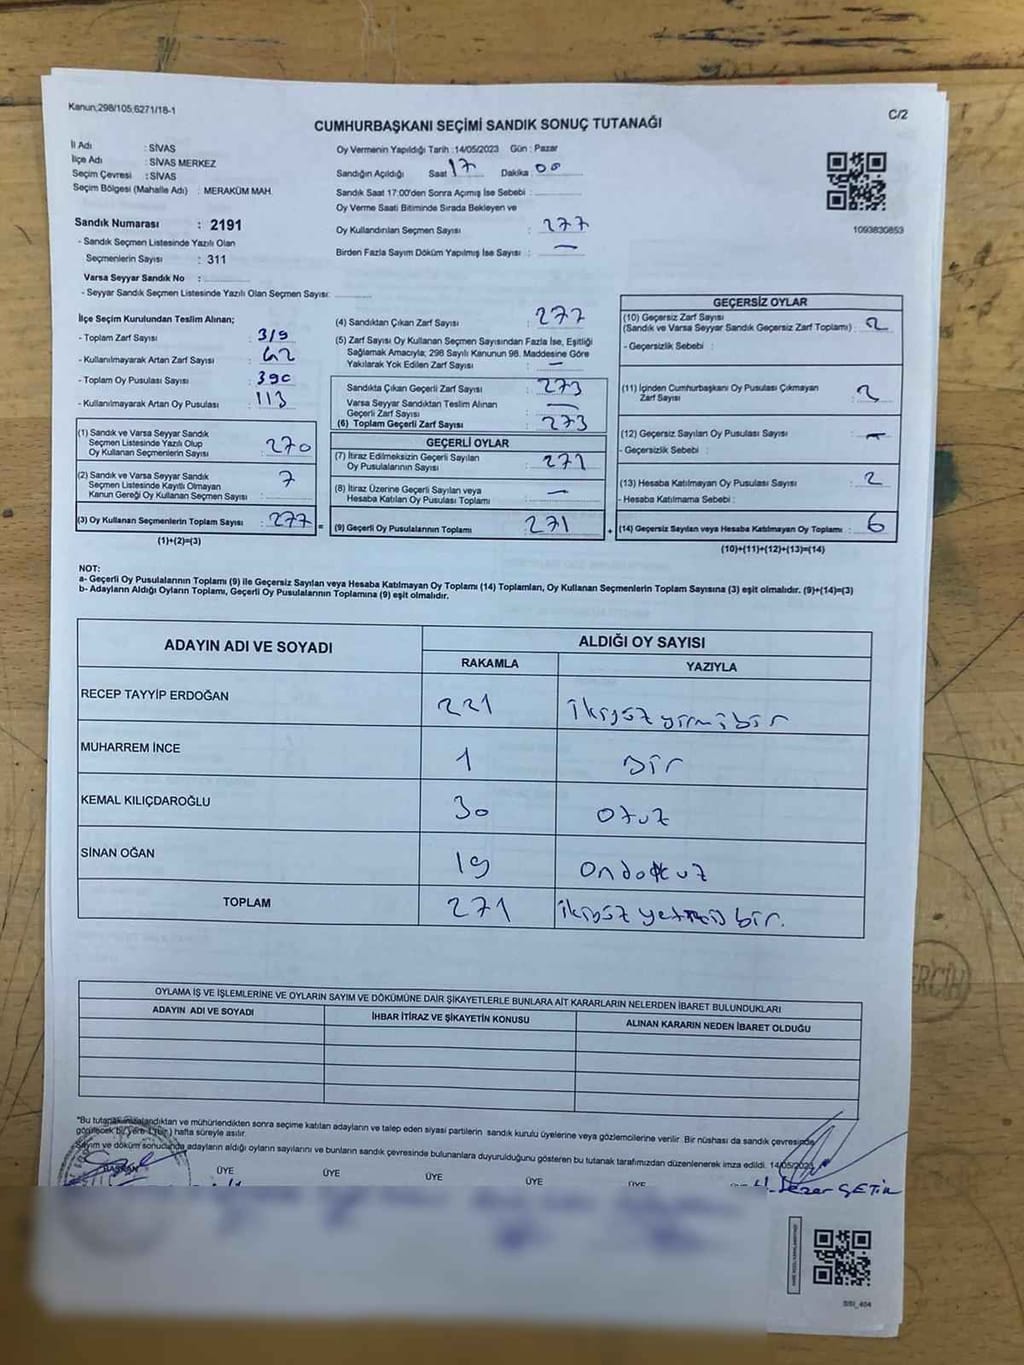 Kanun;298/105;6271/18-1
C/2
CUMHURBAŞKANI SEÇİMİ SANDIK SONUÇ TUTANAĞI
İl Adı : SİVAS
İlçe Adı : SİVAS MERKEZ
Seçim Çevresi : SİVAS
Seçim Bölgesi (Mahalle Adı) : MERAKÜM MAH.
Oy Vermenin Yapıldığı Tarih :14/05/2023 Gün : Pazar
Sandığın Açıldığı Saat 17 Dakika 00
Sandık Saat 17:00'den Sonra Açımış İse Sebebi :
Oy Verme Saati Bitiminde Sırada Bekleyen ve
Oy Kullandırılan Seçmen Sayısı : 277
Birden Fazla Sayım Döküm Yapılmış İse Sayısı : —
1093830853
Sandık Numarası : 2191
- Sandık Seçmen Listesinde Yazılı Olan
Seçmenlerin Sayısı : 311
Varsa Seyyar Sandık No :
- Seyyar Sandık Seçmen Listesinde Yazılı Olan Seçmen Sayısı:
İlçe Seçim Kurulundan Teslim Alınan;
- Toplam Zarf Sayısı : 319
- Kullanılmayarak Artan Zarf Sayısı : 42
- Toplam Oy Pusulası Sayısı : 390
- Kullanılmayarak Artan Oy Pusulası : 113
(1) Sandık ve Varsa Seyyar Sandık
Seçmen Listesinde Yazılı Olup
Oy Kullanan Seçmenlerin Sayısı : 270
(2) Sandık ve Varsa Seyyar Sandık
Seçmen Listesinde Kayıtlı Olmayan
Kanun Gereği Oy Kullanan Seçmen Sayısı : 7
(3) Oy Kullanan Seçmenlerin Toplam Sayısı : 277 =
(1)+(2)=(3)
(4) Sandıktan Çıkan Zarf Sayısı : 277
(5) Zarf Sayısı Oy Kullanan Seçmen Sayısından Fazla İse, Eşitliği
Sağlamak Amacıyla, 298 Sayılı Kanunun 98. Maddesine Göre
Yakılarak Yok Edilen Zarf Sayısı : —
Sandıkta Çıkan Geçerli Zarf Sayısı : 273
Varsa Seyyar Sandıktan Teslim Alınan
Geçerli Zarf Sayısı : —
(6) Toplam Geçerli Zarf Sayısı : 273
GEÇERLİ OYLAR
(7) İtiraz Edilmeksizin Geçerli Sayılan
Oy Pusulalarının Sayısı : 271
(8) İtiraz Üzerine Geçerli Sayılan veya
Hesaba Katılan Oy Pusulası Toplamı : —
(9) Geçerli Oy Pusulalarının Toplamı : 271 +
GEÇERSİZ OYLAR
(10) Geçersiz Zarf Sayısı
(Sandık ve Varsa Seyyar Sandık Geçersiz Zarf Toplamı) : 2
- Geçersizlik Sebebi :
(11) İçinden Cumhurbaşkanı Oy Pusulası Çıkmayan
Zarf Sayısı : 2
(12) Geçersiz Sayılan Oy Pusulası Sayısı : —
- Geçersizlik Sebebi :
(13) Hesaba Katılmayan Oy Pusulası Sayısı : 2
- Hesaba Katılmama Sebebi :
(14) Geçersiz Sayılan veya Hesaba Katılmayan Oy Toplamı : 6
(10)+(11)+(12)+(13)=(14)
NOT:
a- Geçerli Oy Pusulalarının Toplamı (9) ile Geçersiz Sayılan veya Hesaba Katılmayan Oy Toplamı (14) Toplamları, Oy Kullanan Seçmenlerin Toplam Sayısına (3) eşit olmalıdır. (9)+(14)=(3)
b- Adayların Aldığı Oyların Toplamı, Geçerli Oy Pusulalarının Toplamına (9) eşit olmalıdır.
ADAYIN ADI VE SOYADI
ALDIĞI OY SAYISI
RAKAMLA YAZIYLA
RECEP TAYYİP ERDOĞAN 221 ikiyüz yirmi bir
MUHARREM İNCE 1 Bir
KEMAL KILIÇDAROĞLU 30 Otuz
SİNAN OĞAN 19 Ondokuz
TOPLAM 271 ikiyüz yetmiş bir.
OYLAMA İŞ VE İŞLEMLERİNE VE OYLARIN SAYIM VE DÖKÜMÜNE DAİR ŞİKAYETLERLE BUNLARA AİT KARARLARIN NELERDEN İBARET BULUNDUKLARI
ADAYIN ADI VE SOYADI
İHBAR İTİRAZ VE ŞİKAYETİN KONUSU
ALINAN KARARIN NEDEN İBARET OLDUĞU
"Bu tutanak imzalandıktan ve mühürlendikten sonra seçime katılan adayların ve talep eden siyasi partilerin sandık kurulu üyelerine veya gözlemcilerine verilir. Bir nüshası da sandık çevresinde
görülecek bir yere 1 (bir) hafta süreyle asılır.
Sayım ve döküm sonucunda adayların aldığı oyların sayılarını ve bunların sandık çevresinde bulunanlara duyurulduğunu gösteren bu tutanak tarafımızdan düzenlenerek imza edildi. 14/05/2023
BAŞKAN ÜYE ÜYE ÜYE ÜYE ÜYE
Sezer ÇETİN
SSI_404